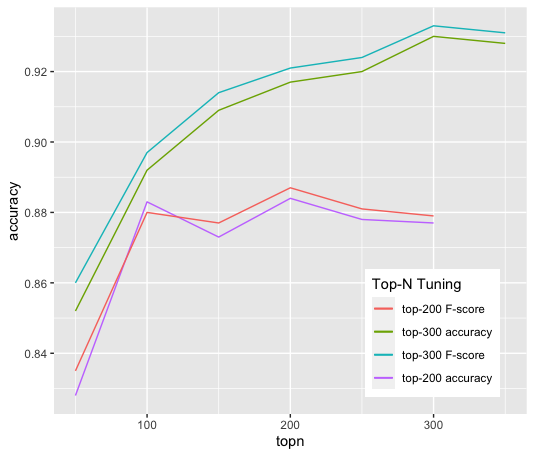 accuracy
0.92
0.90
0.88
0.86
0.84
100
200
300
topn
Top-N Tuning
top-200 F-score
top-300 accuracy
top-300 F-score
top-200 accuracy